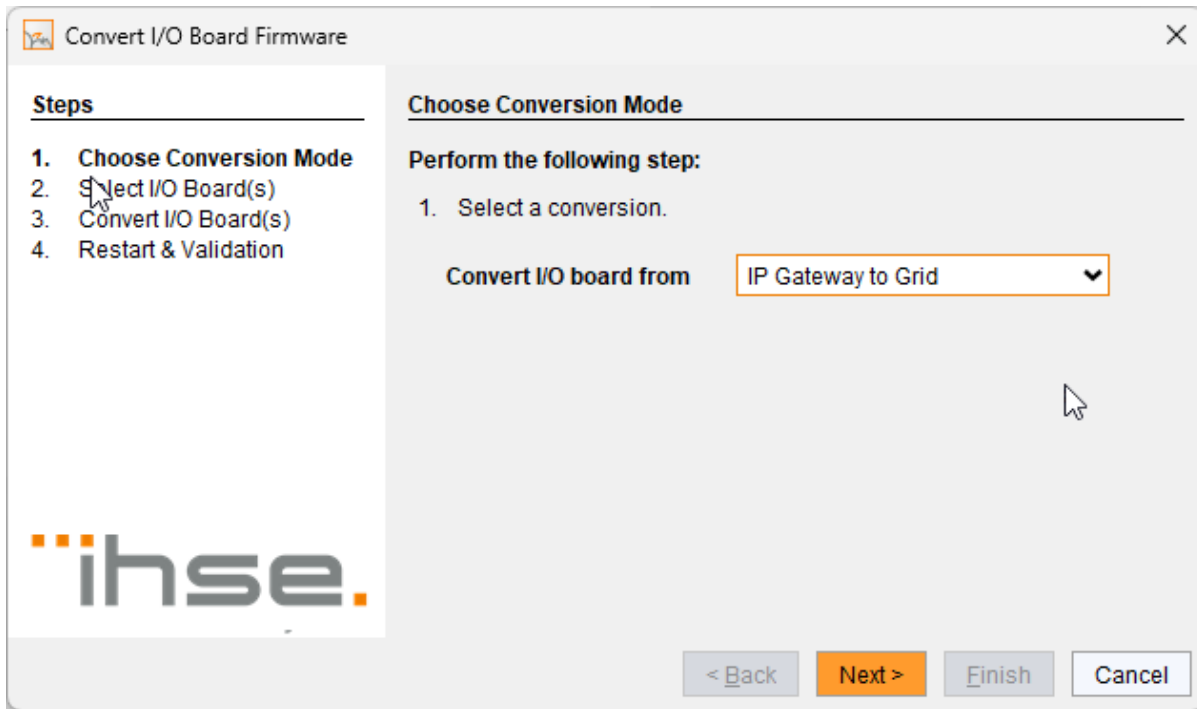 Convert I/O Board Firmware
Steps
1. Choose Conversion Mode
2. Select I/O Board(s)
3. Convert I/O Board(s)
4. Restart & Validation
ihse.
Choose Conversion Mode
Perform the following step:
1. Select a conversion.
Convert I/O board from IP Gateway to Grid
< Back Next > Finish Cancel